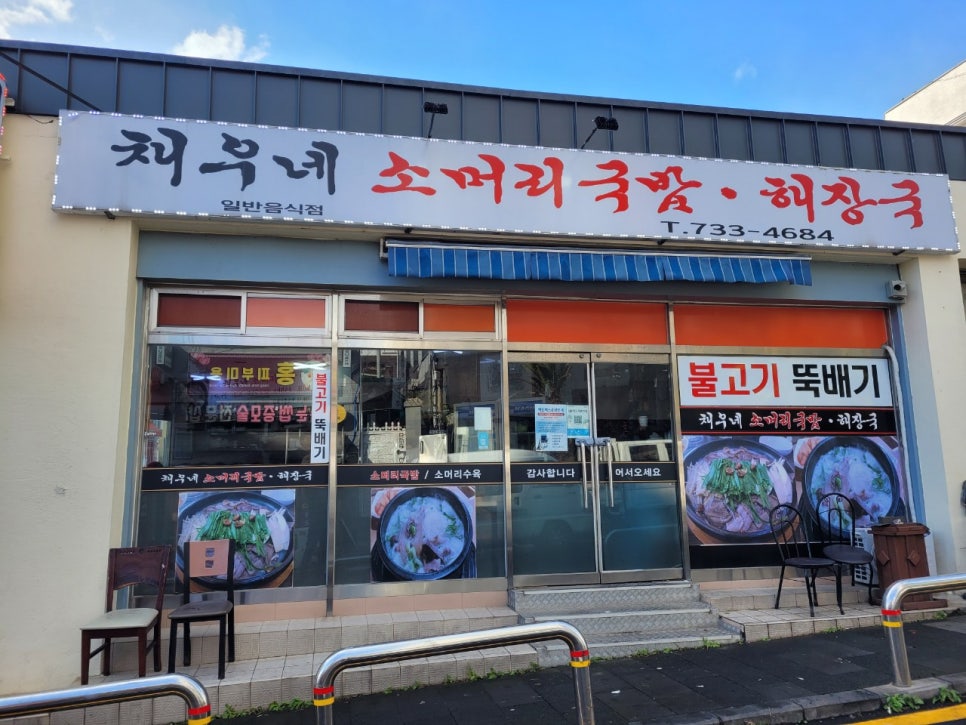 채우네 소머리국밥·해장국
일반음식점
T.733-4684
불고기 뚝배기
불고기 뚝배기
채우네 소머리국밥·해장국
채우네 소머리국밥·해장국
소머리국밥 / 소머리수육
감사합니다
어서오세요